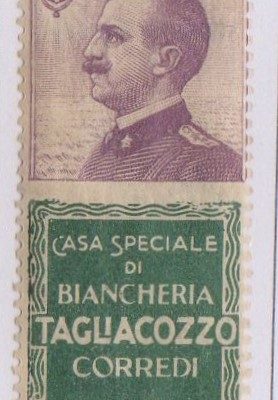 CASA SPECIALE
DI
BIANCHERIA
TAGLIACOZZO
CORREDI